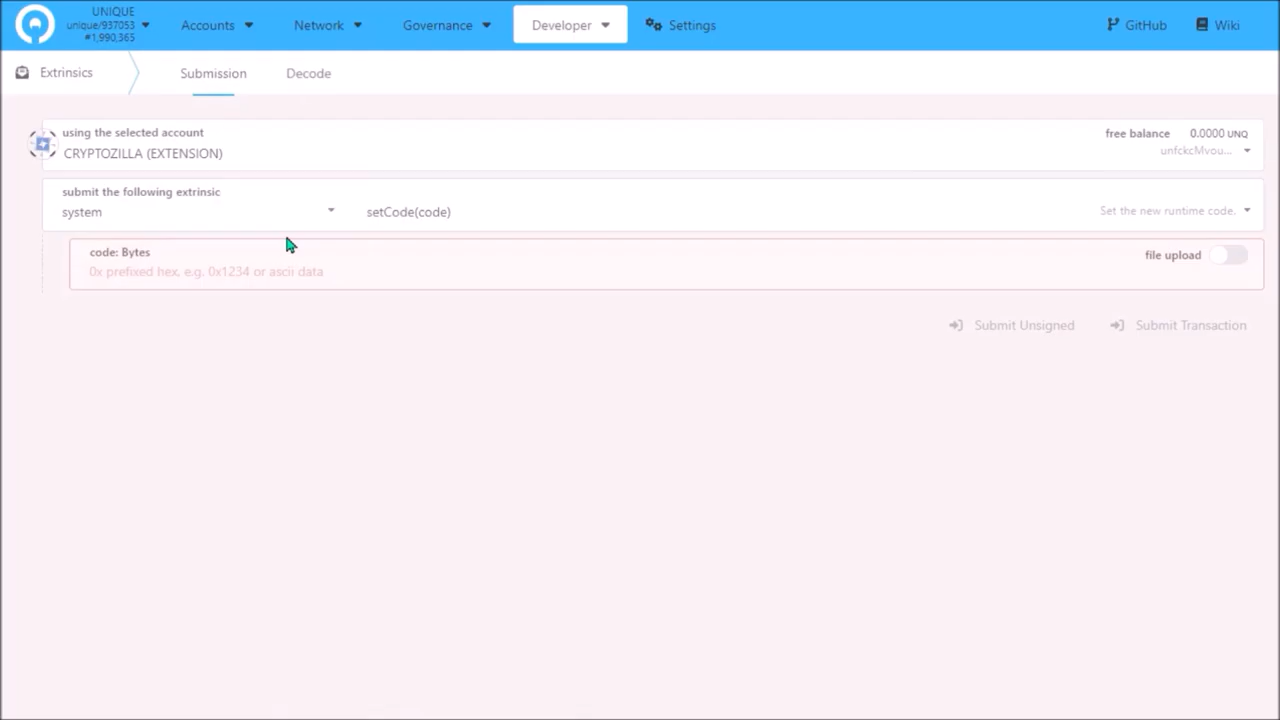 UNIQUE
unique/937053
#1,990,365
Accounts
Network
Governance
Developer
Settings
GitHub
Wiki
Extrinsics
Submission
Decode
using the selected account
CRYPTOZILLA (EXTENSION)
free balance 0.0000 UNQ
unfckcMvou...
submit the following extrinsic
system
setCode(code)
Set the new runtime code.
code: Bytes
0x prefixed hex, e.g. 0x1234 or ascii data
file upload
Submit Unsigned
Submit Transaction